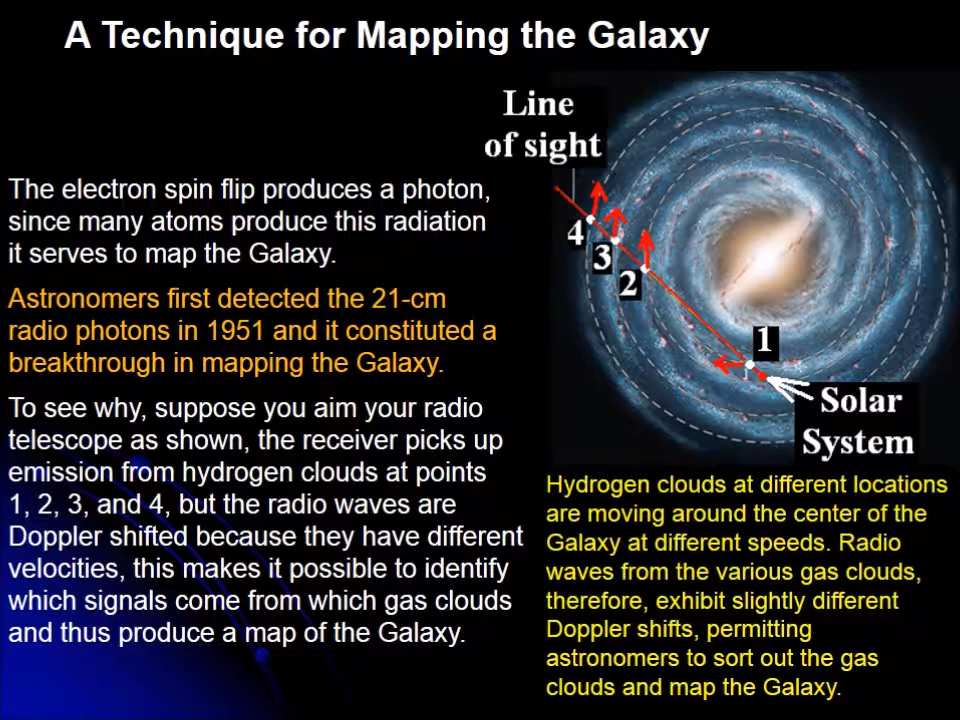 A Technique for Mapping the Galaxy
Line
of sight
The electron spin flip produces a photon,
since many atoms produce this radiation
it serves to map the Galaxy.
Astronomers first detected the 21-cm
radio photons in 1951 and it constituted a
breakthrough in mapping the Galaxy.
To see why, suppose you aim your radio
telescope as shown, the receiver picks up
emission from hydrogen clouds at points
1, 2, 3, and 4, but the radio waves are
Doppler shifted because they have different
velocities, this makes it possible to identify
which signals come from which gas clouds
and thus produce a map of the Galaxy.
4
3
2
1
Solar
System
Hydrogen clouds at different locations
are moving around the center of the
Galaxy at different speeds. Radio
waves from the various gas clouds,
therefore, exhibit slightly different
Doppler shifts, permitting
astronomers to sort out the gas
clouds and map the Galaxy.